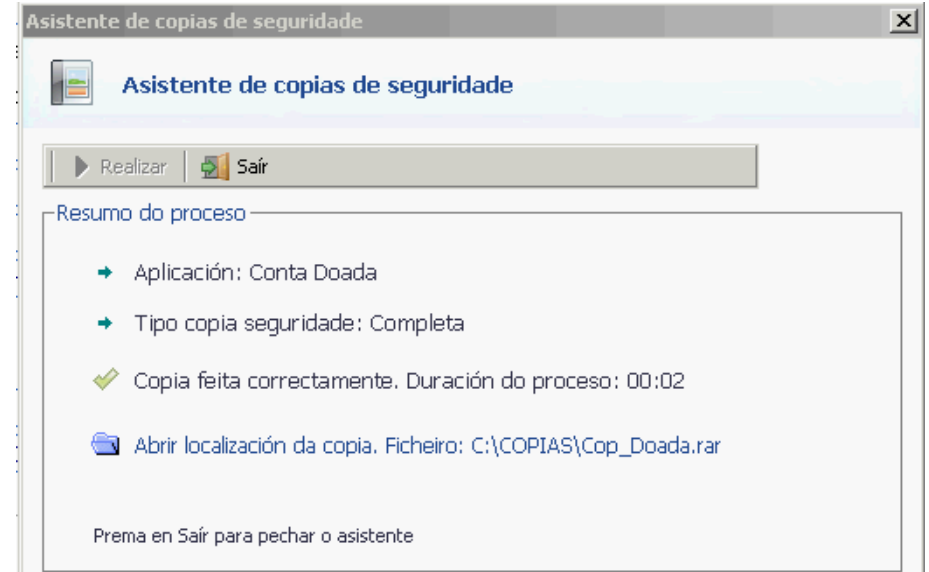 Asistente de copias de seguridade
Asistente de copias de seguridade
Realizar Saír
Resumo do proceso
Aplicación: Conta Doada
Tipo copia seguridade: Completa
Copia feita correctamente. Duración do proceso: 00:02
Abrir localización da copia. Ficheiro: C:\COPIAS\Cop_Doada.rar
Prema en Saír para pechar o asistente